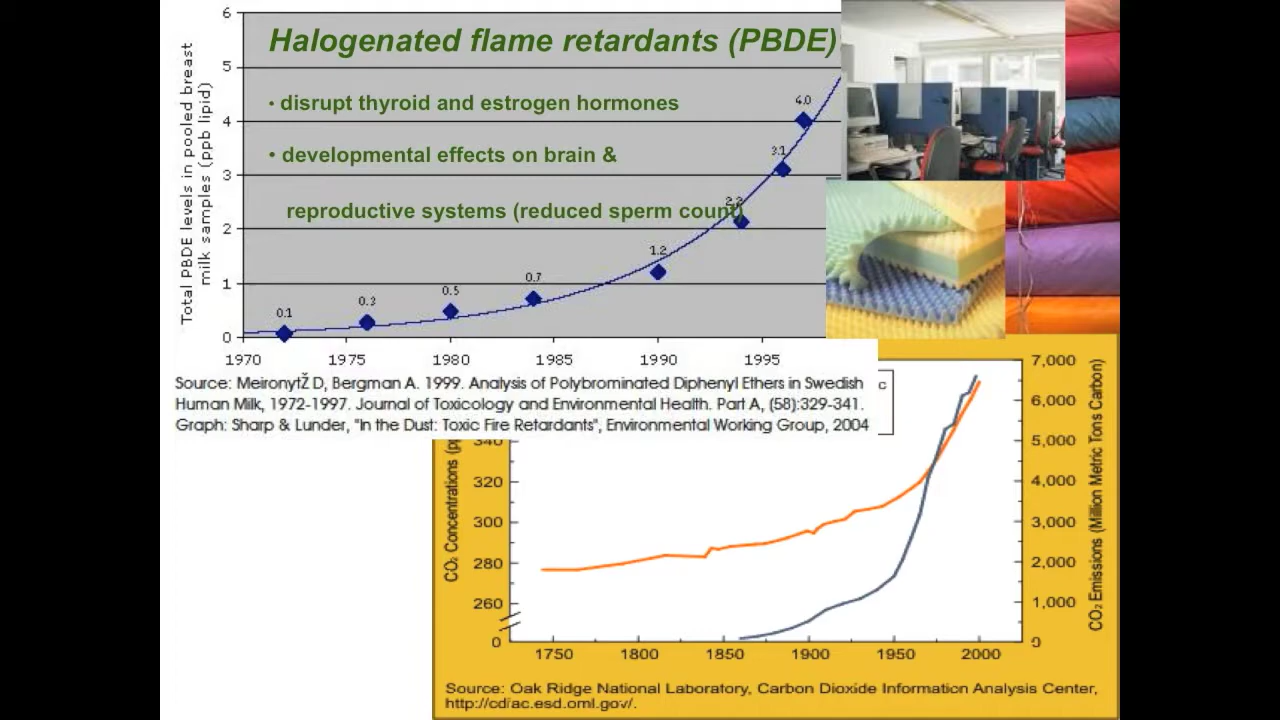 Halogenated flame retardants (PBDE)
• disrupt thyroid and estrogen hormones
• developmental effects on brain &
reproductive systems (reduced sperm count)
Total PBDE levels in pooled breast
milk samples (ppb lipid)
6
5
4
3
2
1
0
0.1
0.3
0.5
0.7
1.2
2.2
3.1
4.0
1970 1975 1980 1985 1990 1995
Source: MeironytŽ D, Bergman A. 1999. Analysis of Polybrominated Diphenyl Ethers in Swedish
Human Milk, 1972-1997. Journal of Toxicology and Environmental Health. Part A, (58):329-341.
Graph: Sharp & Lunder, "In the Dust: Toxic Fire Retardants", Environmental Working Group, 2004
c
CO₂ Concentrations (pp
340
320
300
280
260
0
7,000
6,000
5,000
4,000
3,000
2,000
1,000
0
CO₂ Emissions (Million Metric Tons Carbon)
1750 1800 1850 1900 1950 2000
Source: Oak Ridge National Laboratory, Carbon Dioxide Information Analysis Center,
http://cdiac.esd.ornl.gov/.